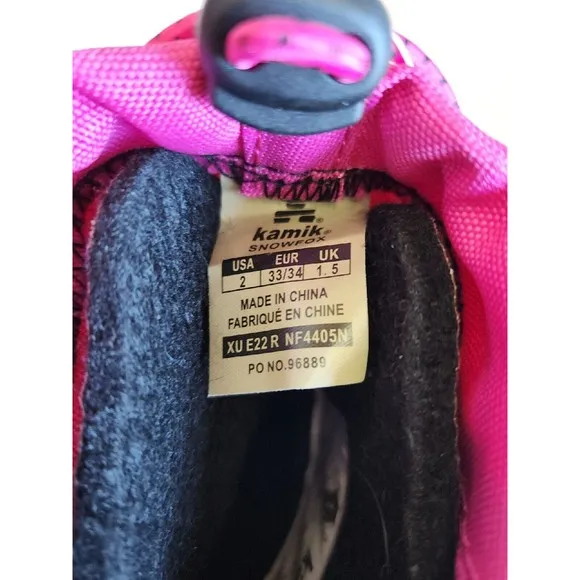 kamik®
SNOWFOX
USA EUR UK
2 33/34 1.5
MADE IN CHINA
FABRIQUÉ EN CHINE
XU E22 R NF4405N
PO NO.96889